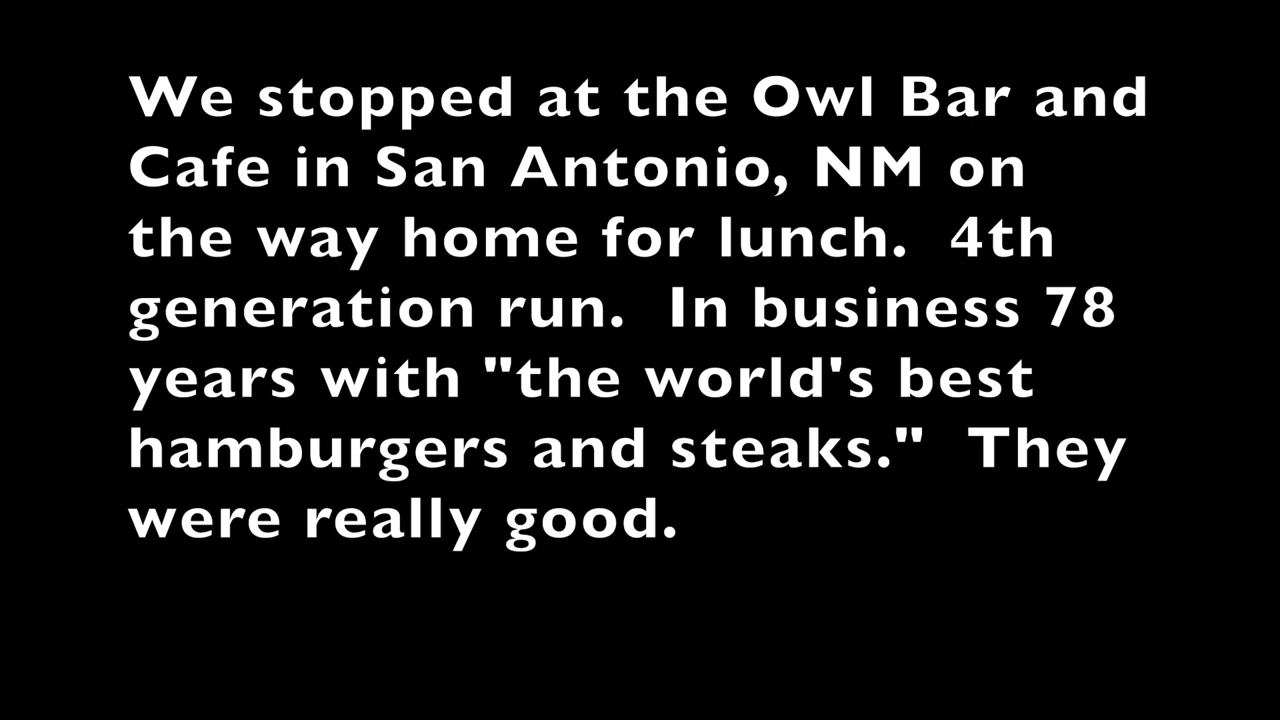 We stopped at the Owl Bar and
Cafe in San Antonio, NM on
the way home for lunch.  4th
generation run.  In business 78
years with "the world's best
hamburgers and steaks."  They
were really good.